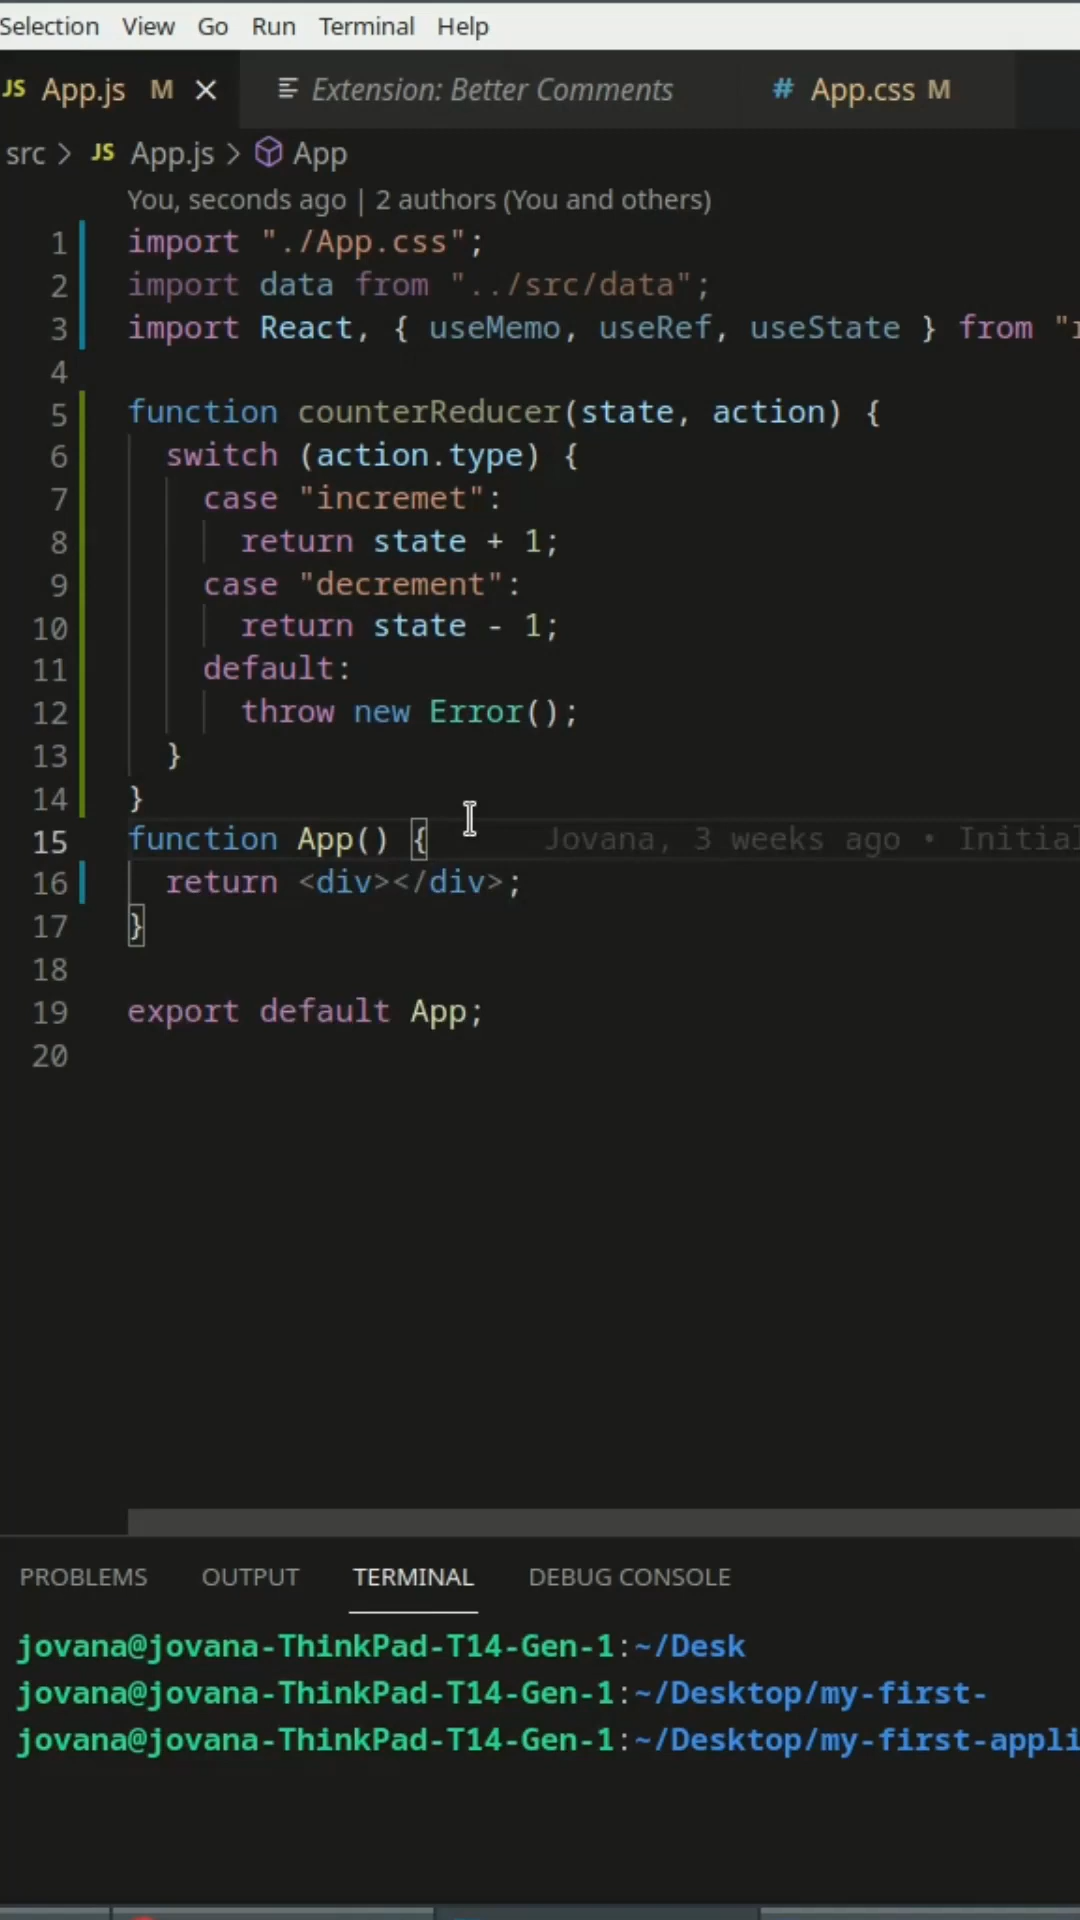 Selection View Go Run Terminal Help
JS App.js M × Extension: Better Comments # App.css M
src > JS App.js > App
You, seconds ago | 2 authors (You and others)
1 import "./App.css";
2 import data from "../src/data";
3 import React, { useMemo, useRef, useState } from "r
4
5 function counterReducer(state, action) {
6 switch (action.type) {
7 case "incremet":
8 return state + 1;
9 case "decrement":
10 return state - 1;
11 default:
12 throw new Error();
13 }
14 }
15 function App() { Jovana, 3 weeks ago • Initial
16 return <div></div>;
17 }
18
19 export default App;
20
PROBLEMS OUTPUT TERMINAL DEBUG CONSOLE
jovana@jovana-ThinkPad-T14-Gen-1:~/Desk
jovana@jovana-ThinkPad-T14-Gen-1:~/Desktop/my-first-
jovana@jovana-ThinkPad-T14-Gen-1:~/Desktop/my-first-appli